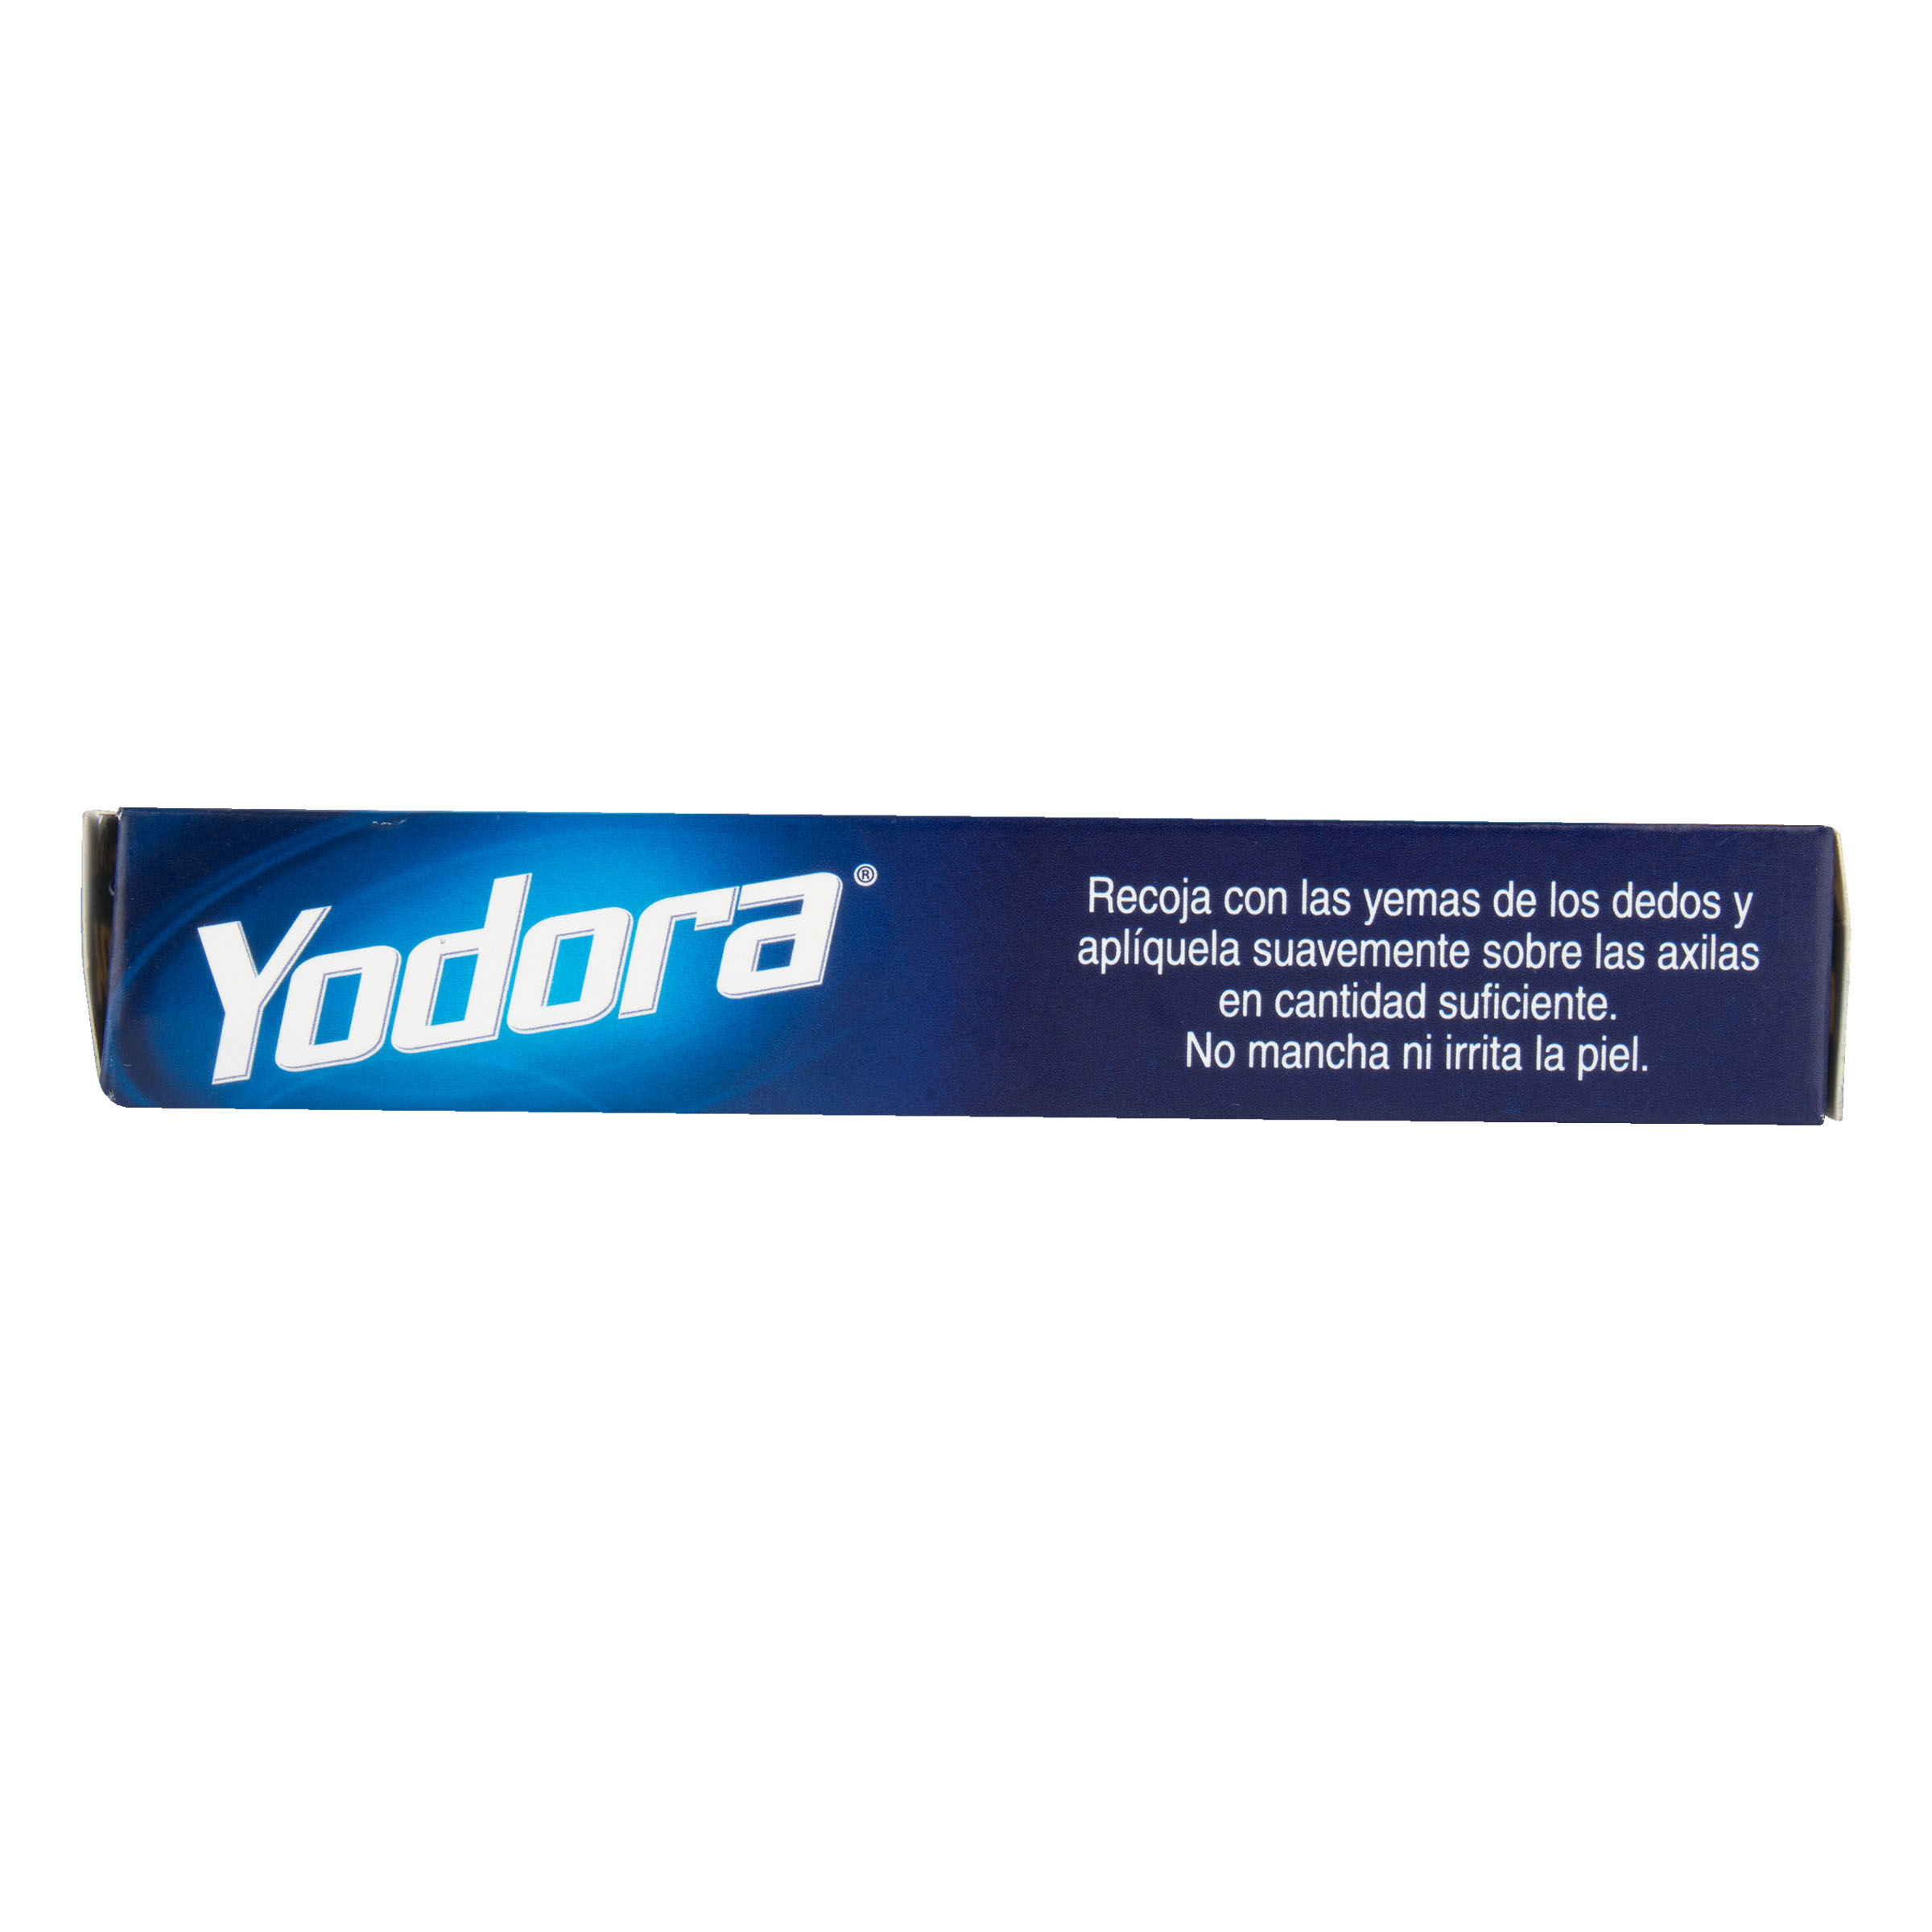 Yodora®
Recoja con las yemas de los dedos y
aplíquela suavemente sobre las axilas
en cantidad suficiente.
No mancha ni irrita la piel.